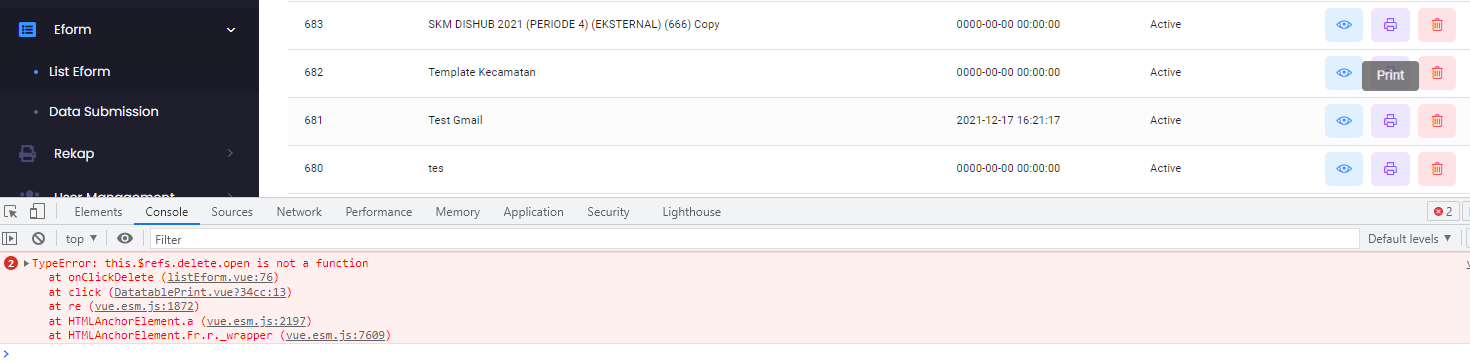 683 SKM DISHUB 2021 (PERIODE 4) (EKSTERNAL) (666) Copy 0000-00-00 00:00:00 Active
Eform
List Eform
682 Template Kecamatan 0000-00-00 00:00:00 Active
Print
Data Submission
681 Test Gmail 2021-12-17 16:21:17 Active
Rekap
680 tes 0000-00-00 00:00:00 Active
User Management
Elements Console Sources Network Performance Memory Application Security Lighthouse 2
top Filter Default levels
2 TypeError: this.$refs.delete.open is not a function
at onClickDelete (listEform.vue:76)
at click (DatatablePrint.vue?34cc:13)
at re (vue.esm.js:1872)
at HTMLAnchorElement.a (vue.esm.js:2197)
at HTMLAnchorElement.Fr.r._wrapper (vue.esm.js:7609)